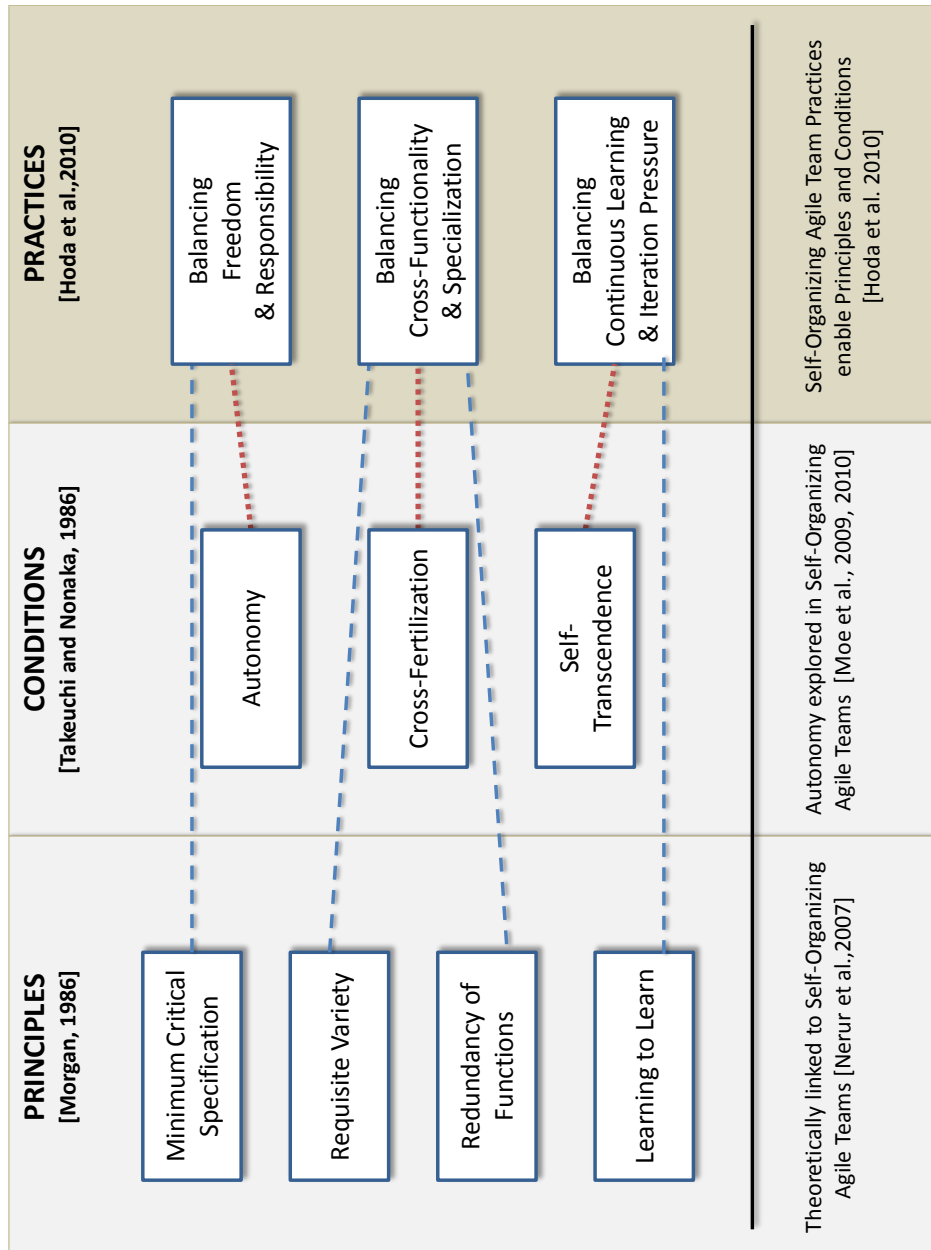 PRINCIPLES
[Morgan, 1986]
Minimum Critical
Specification
Requisite Variety
Redundancy of
Functions
Learning to Learn
Theoretically linked to Self-Organizing
Agile Teams [Nerur et al.,2007]
CONDITIONS
[Takeuchi and Nonaka, 1986]
Autonomy
Cross-Fertilization
Self-
Transcendence
Autonomy explored in Self-Organizing
Agile Teams [Moe et al., 2009, 2010]
PRACTICES
[Hoda et al.,2010]
Balancing
Freedom
& Responsibility
Balancing
Cross-Functionality
& Specialization
Balancing
Continuous Learning
& Iteration Pressure
Self-Organizing Agile Team Practices
enable Principles and Conditions
[Hoda et al. 2010]